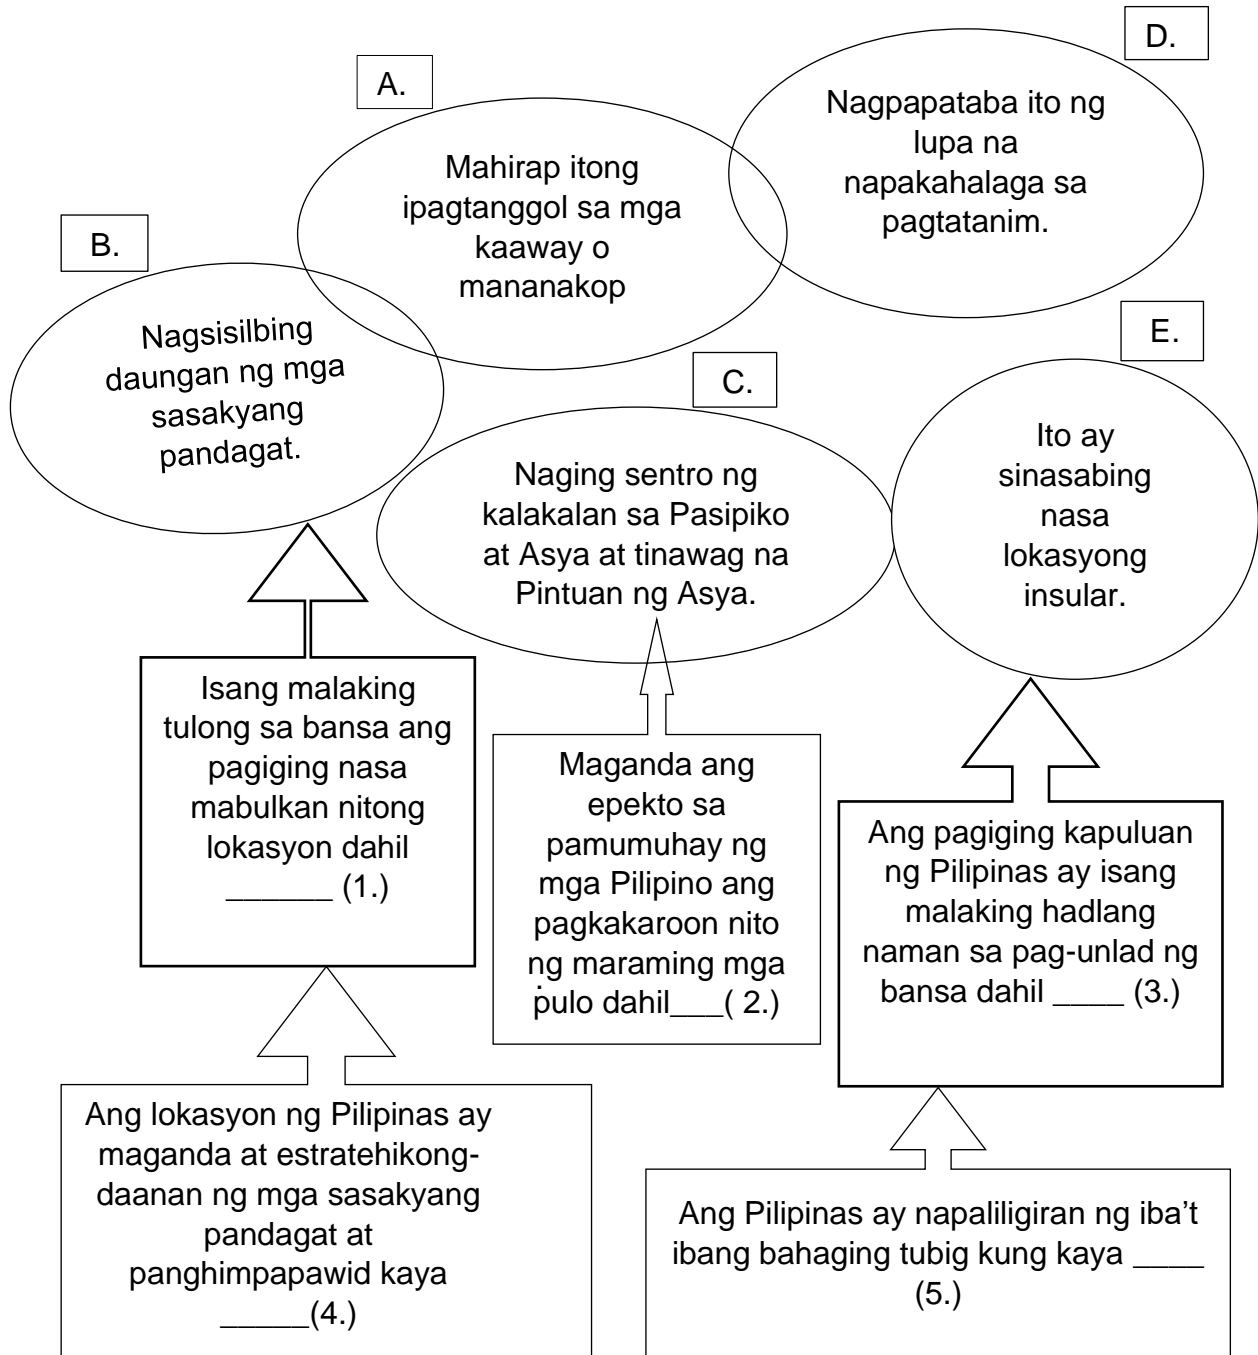 D.
Nagpapataba ito ng
lupa na
napakahalaga sa
pagtatanim.
A.
Mahirap itong
ipagtanggol sa mga
kaaway o
mananakop
B.
Nagsisilbing
daungan ng mga
sasakyang
pandagat.
E.
Ito ay
sinasabing
nasa
lokasyong
insular.
C.
Naging sentro ng
kalakalan sa Pasipiko
at Asya at tinawag na
Pintuan ng Asya.
Isang malaking
tulong sa bansa ang
pagiging nasa
mabulkan nitong
lokasyon dahil
______ (1.)
Maganda ang
epekto sa
pamumuhay ng
mga Pilipino ang
pagkakaroon nito
ng maraming mga
pulo dahil___( 2.)
.
Ang pagiging kapuluan
ng Pilipinas ay isang
malaking hadlang
naman sa pag-unlad ng
bansa dahil ____ (3.)
Ang lokasyon ng Pilipinas ay
maganda at estratehikong-
daanan ng mga sasakyang
pandagat at
panghimpapawid kaya
_____(4.)
Ang Pilipinas ay napaliligiran ng iba’t
ibang bahaging tubig kung kaya ____
(5.)